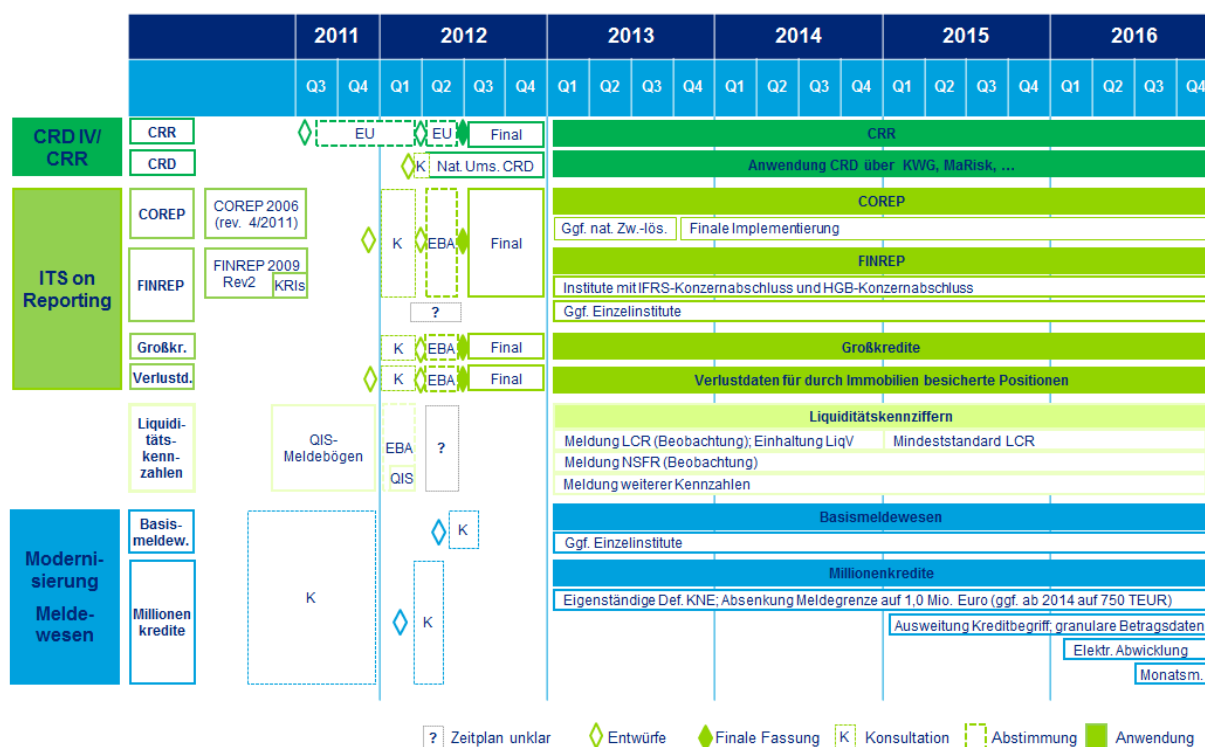 2011 2012 2013 2014 2015 2016
Q3 Q4 Q1 Q2 Q3 Q4 Q1 Q2 Q3 Q4 Q1 Q2 Q3 Q4 Q1 Q2 Q3 Q4 Q1 Q2 Q3 Q4
CRD IV/
CRR
CRR
EU
EU
Final
CRR
CRD
K
Nat. Ums. CRD
Anwendung CRD über KWG, MaRisk, ...
ITS on
Reporting
COREP
COREP 2006
(rev. 4/2011)
K
EBA
Final
COREP
Ggf. nat. Zw.-lös.
Finale Implementierung
FINREP
FINREP 2009
Rev2
KRIs
?
FINREP
Institute mit IFRS-Konzernabschluss und HGB-Konzernabschluss
Ggf. Einzelinstitute
Großkr.
K
EBA
Final
Großkredite
Verlustd.
K
EBA
Final
Verlustdaten für durch Immobilien besicherte Positionen
Liquidi-
täts-
kenn-
zahlen
QIS-
Meldebögen
EBA
QIS
?
Liquiditätskennziffern
Meldung LCR (Beobachtung); Einhaltung LiqV
Mindeststandard LCR
Meldung NSFR (Beobachtung)
Meldung weiterer Kennzahlen
Moderni-
sierung
Melde-
wesen
Basis-
meldew.
K
K
Basismeldewesen
Ggf. Einzelinstitute
Millionen
kredite
K
Millionenkredite
Eigenständige Def. KNE; Absenkung Meldegrenze auf 1,0 Mio. Euro (ggf. ab 2014 auf 750 TEUR)
Ausweitung Kreditbegriff; granulare Betragsdaten
Elektr. Abwicklung
Monatsm.
? Zeitplan unklar
Entwürfe
Finale Fassung
K Konsultation
Abstimmung
Anwendung